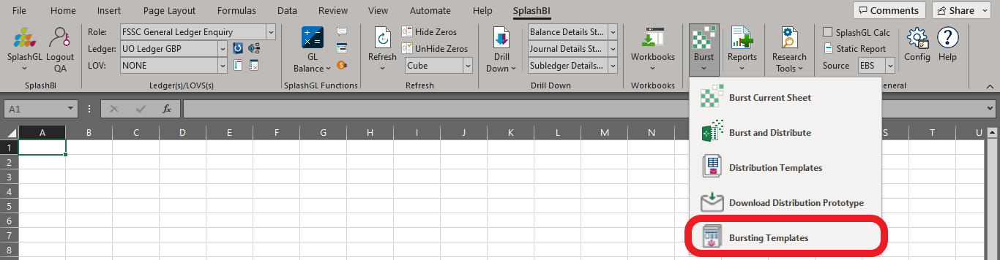 File Home Insert Page Layout Formulas Data Review View Automate Help SplashBI Comments Share
Role: FSSC General Ledger Enquiry Hide Zeros Balance Details St... SplashGL Calc
SplashGL Logout QA Ledger: UO Ledger GBP GL Balance Refresh UnHide Zeros Drill Down Journal Details St... Workbooks Burst Reports Research Tools Static Report Config Help
LOV: NONE Cube Subledger Details... Source EBS
SplashBI Ledger(s)/LOVS(s) SplashGL Functions Refresh Drill Down Workbooks General
A1 fx
A B C D E F G H I J K L M N S T U
1
2
3
4
5
6
7
8
Burst Current Sheet
Burst and Distribute
Distribution Templates
Download Distribution Prototype
Bursting Templates